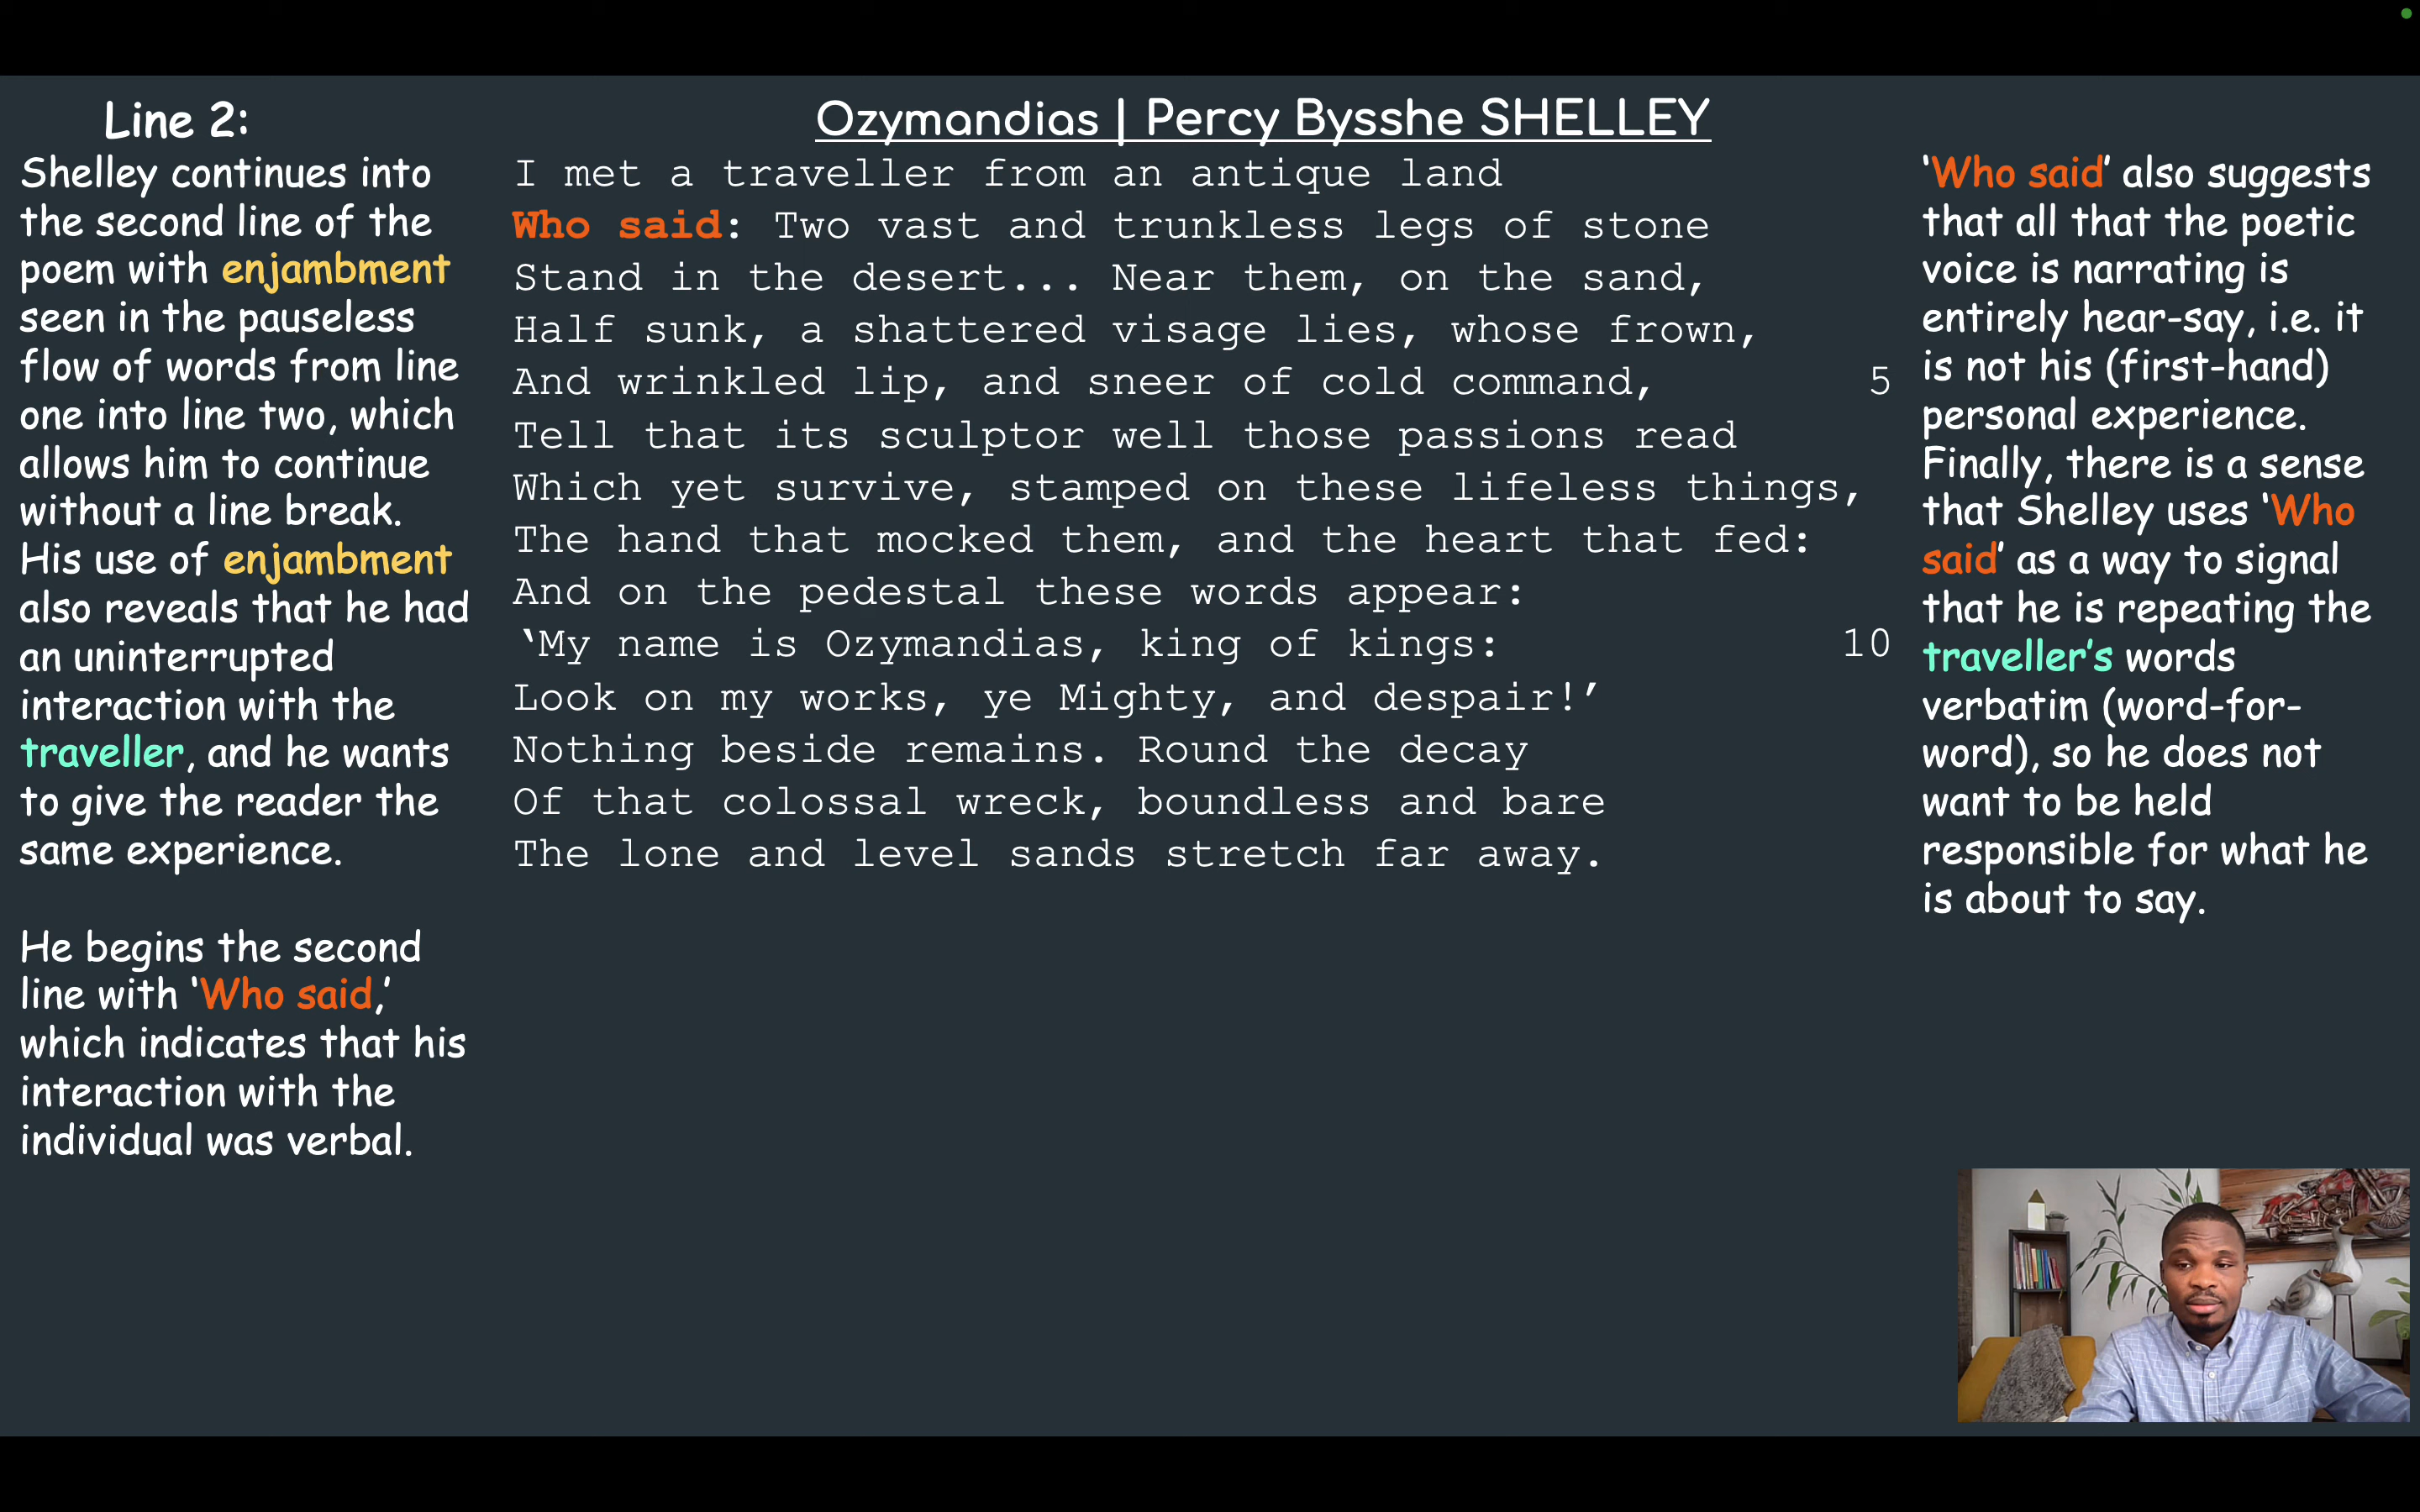 Line 2:
Shelley continues into
the second line of the
poem with enjambment
seen in the pauseless
flow of words from line
one into line two, which
allows him to continue
without a line break.
His use of enjambment
also reveals that he had
an uninterrupted
interaction with the
traveller, and he wants
to give the reader the
same experience.
He begins the second
line with ‘Who said,’
which indicates that his
interaction with the
individual was verbal.
Ozymandias | Percy Bysshe SHELLEY
I met a traveller from an antique land
Who said: Two vast and trunkless legs of stone
Stand in the desert... Near them, on the sand,
Half sunk, a shattered visage lies, whose frown,
And wrinkled lip, and sneer of cold command, 5
Tell that its sculptor well those passions read
Which yet survive, stamped on these lifeless things,
The hand that mocked them, and the heart that fed:
And on the pedestal these words appear:
‘My name is Ozymandias, king of kings: 10
Look on my works, ye Mighty, and despair!’
Nothing beside remains. Round the decay
Of that colossal wreck, boundless and bare
The lone and level sands stretch far away.
‘Who said’ also suggests
that all that the poetic
voice is narrating is
entirely hear-say, i.e. it
is not his (first-hand)
personal experience.
Finally, there is a sense
that Shelley uses ‘Who
said’ as a way to signal
that he is repeating the
traveller’s words
verbatim (word-for-
word), so he does not
want to be held
responsible for what he
is about to say.